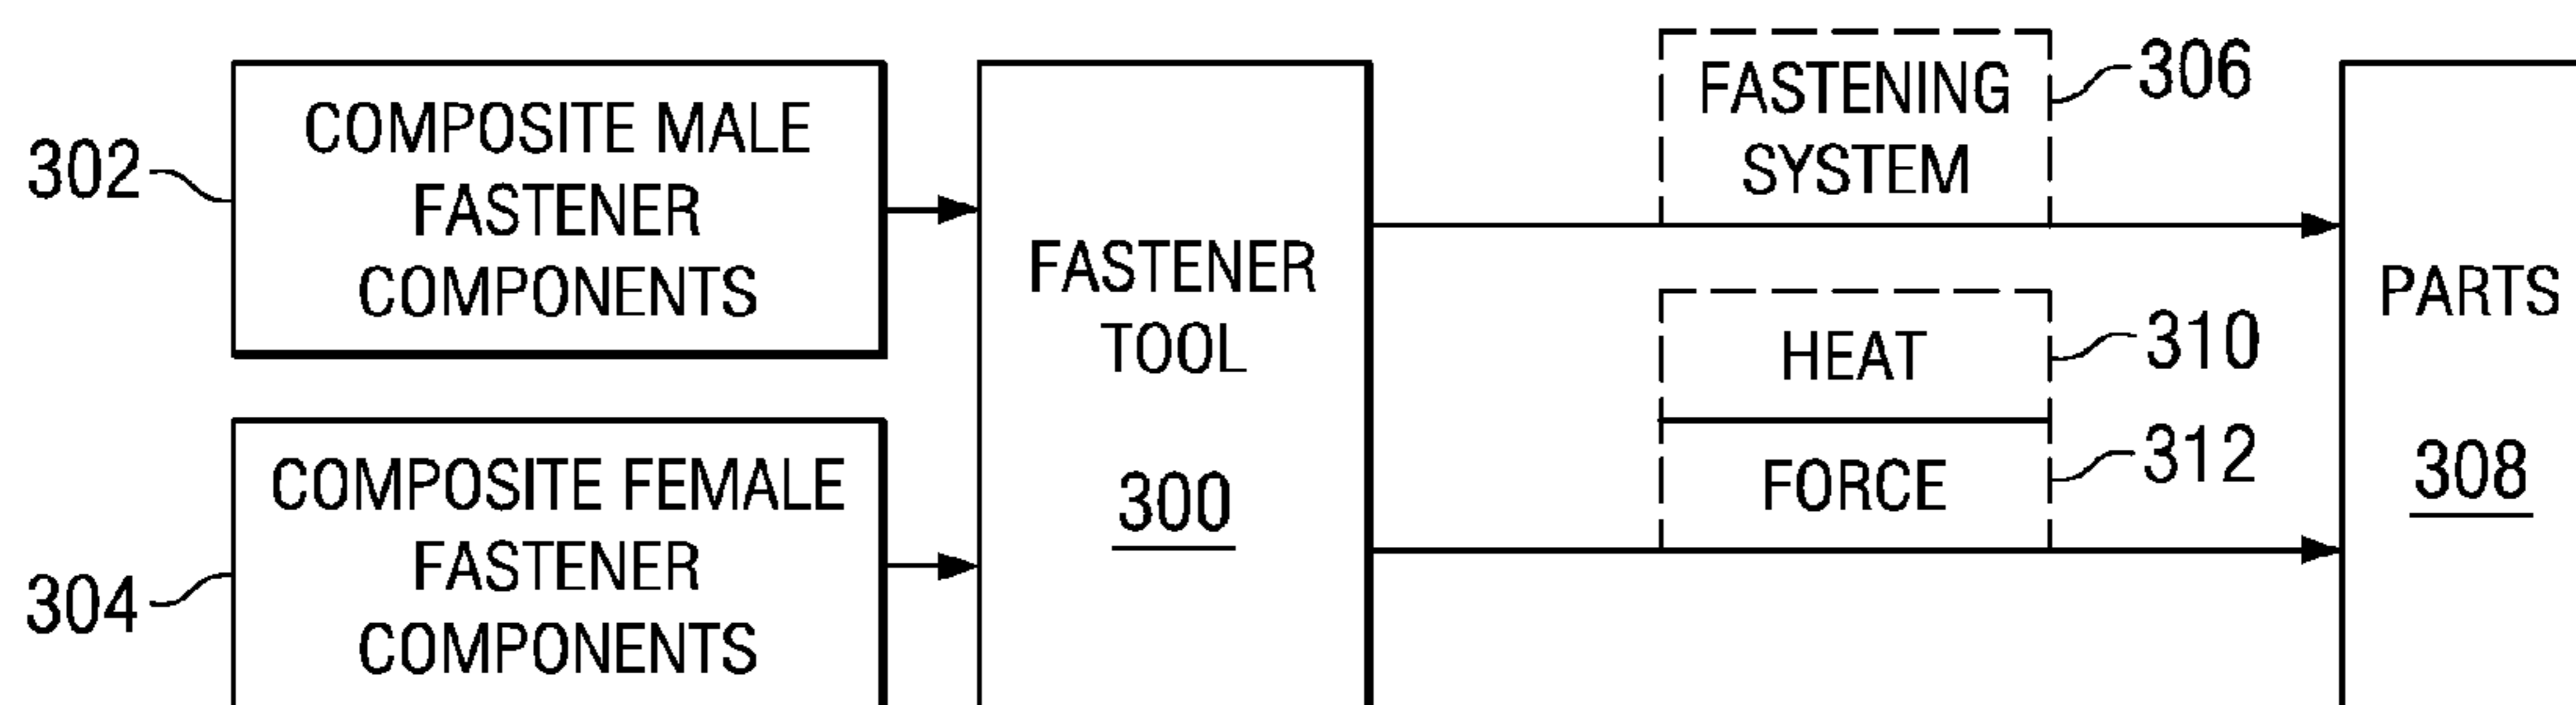 302
COMPOSITE MALE
FASTENER
COMPONENTS
304
COMPOSITE FEMALE
FASTENER
COMPONENTS
FASTENER
TOOL
300
FASTENING
SYSTEM
306
HEAT
310
FORCE
312
PARTS
308